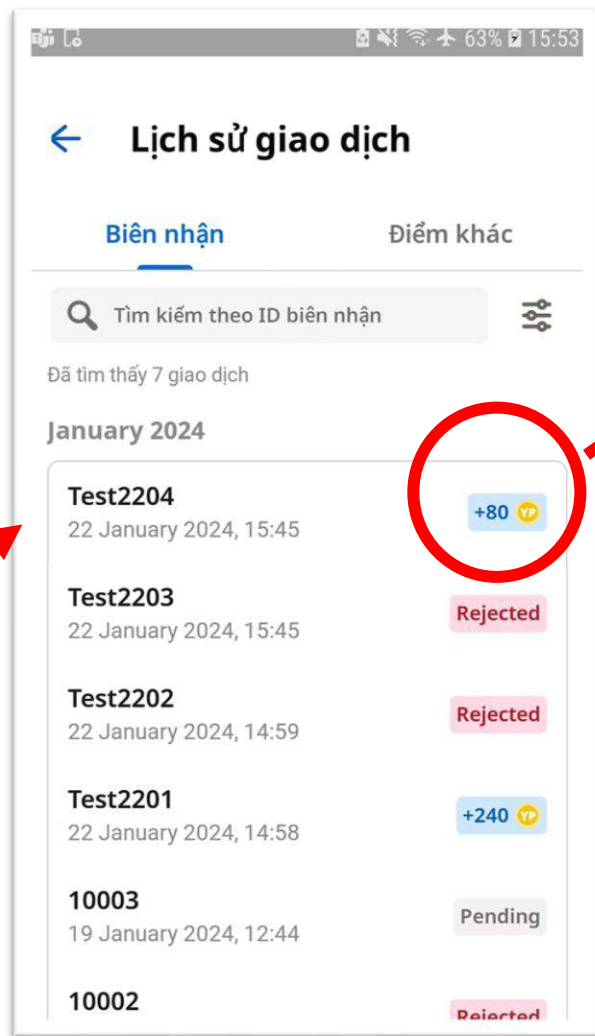 63% 15:53
Lịch sử giao dịch
Biên nhận Điểm khác
Tìm kiếm theo ID biên nhận
Đã tìm thấy 7 giao dịch
January 2024
Test2204
22 January 2024, 15:45
+80 YP
Test2203
22 January 2024, 15:45
Rejected
Test2202
22 January 2024, 14:59
Rejected
Test2201
22 January 2024, 14:58
+240 YP
10003
19 January 2024, 12:44
Pending
10002
Rejected